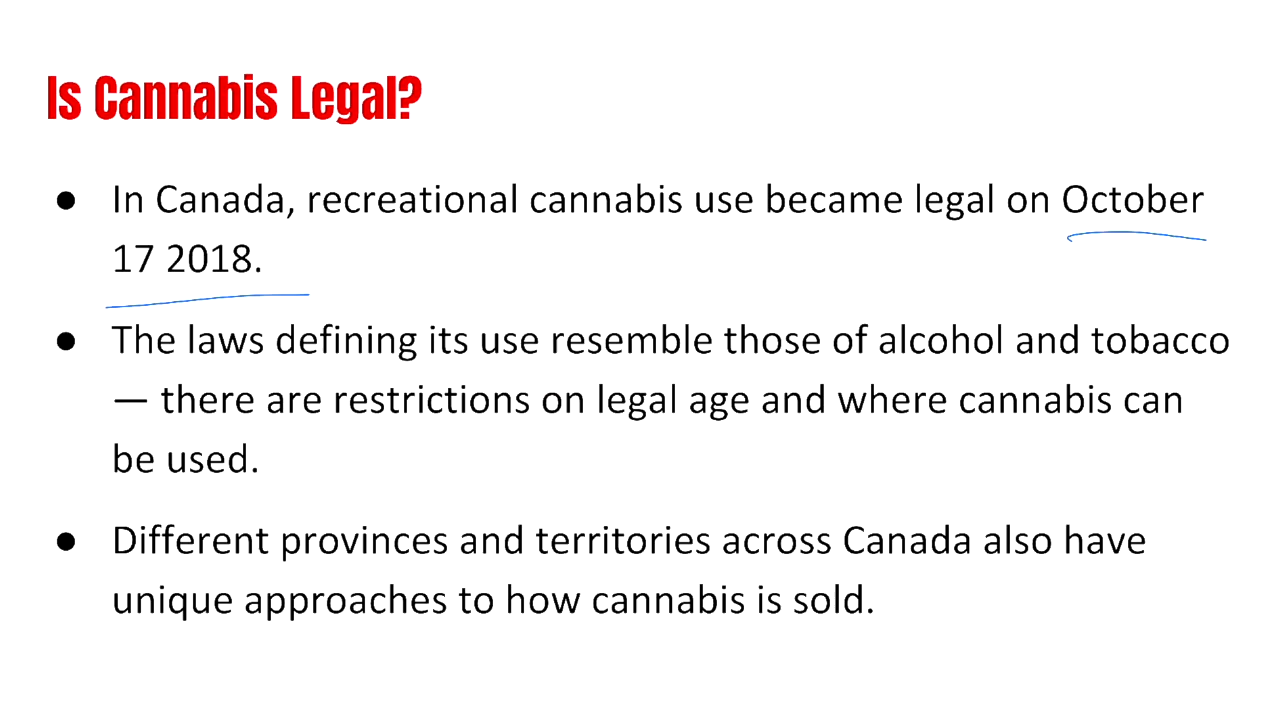 Is Cannabis Legal?
● In Canada, recreational cannabis use became legal on October
17 2018.
● The laws defining its use resemble those of alcohol and tobacco
— there are restrictions on legal age and where cannabis can
be used.
● Different provinces and territories across Canada also have
unique approaches to how cannabis is sold.